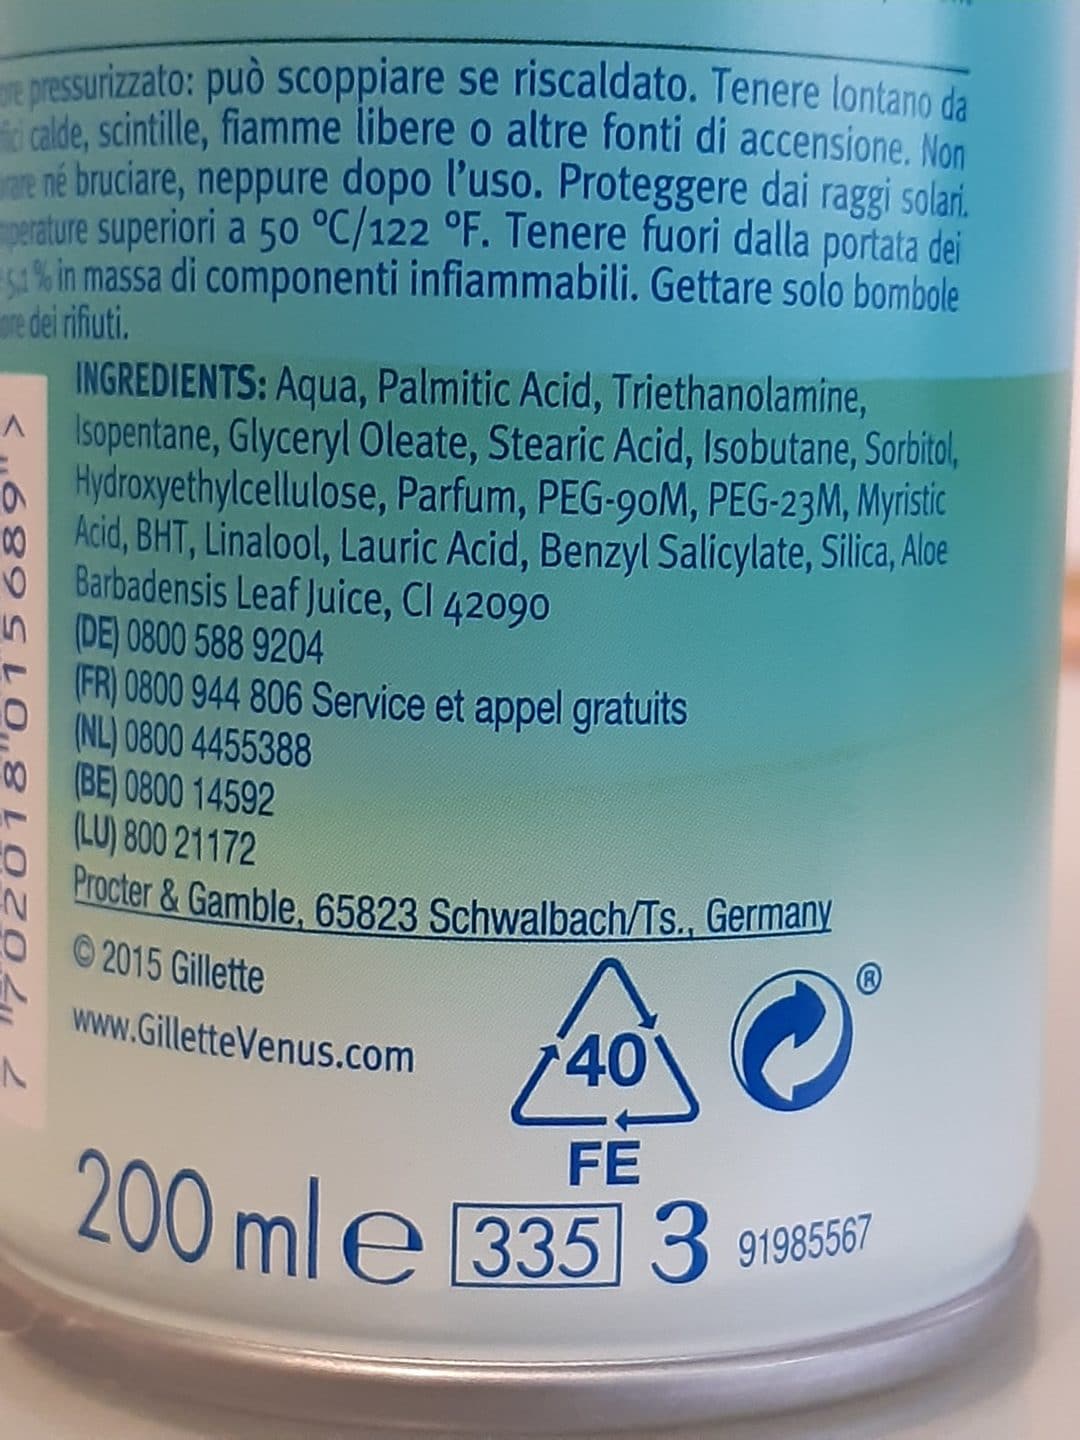 pressurizzato: può scoppiare se riscaldato. Tenere lontano da
calde, scintille, fiamme libere o altre fonti di accensione. Non
né bruciare, neppure dopo l'uso. Proteggere dai raggi solari.
superiori a 50 °C/122 °F. Tenere fuori dalla portata dei
5,1 % in massa di componenti infiammabili. Gettare solo bombole
dei rifiuti.
INGREDIENTS: Aqua, Palmitic Acid, Triethanolamine,
Isopentane, Glyceryl Oleate, Stearic Acid, Isobutane, Sorbitol,
Hydroxyethylcellulose, Parfum, PEG-90M, PEG-23M, Myristic
Acid, BHT, Linalool, Lauric Acid, Benzyl Salicylate, Silica, Aloe
Barbadensis Leaf Juice, CI 42090
(DE) 0800 588 9204
(FR) 0800 944 806 Service et appel gratuits
(NL) 0800 4455388
(BE) 0800 14592
(LU) 800 21172
Procter & Gamble, 65823 Schwalbach/Ts., Germany
© 2015 Gillette
www.GilletteVenus.com
40
FE
®
200 ml e 335 3 91985567
7 "702018"015689" >